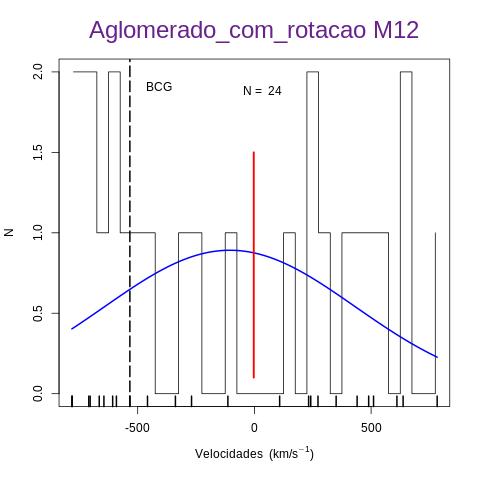 Aglomerado_com_rotacao M12
BCG
N = 24
2.0
1.5
1.0
0.5
0.0
N
-500 0 500
Velocidades (km/s⁻¹)